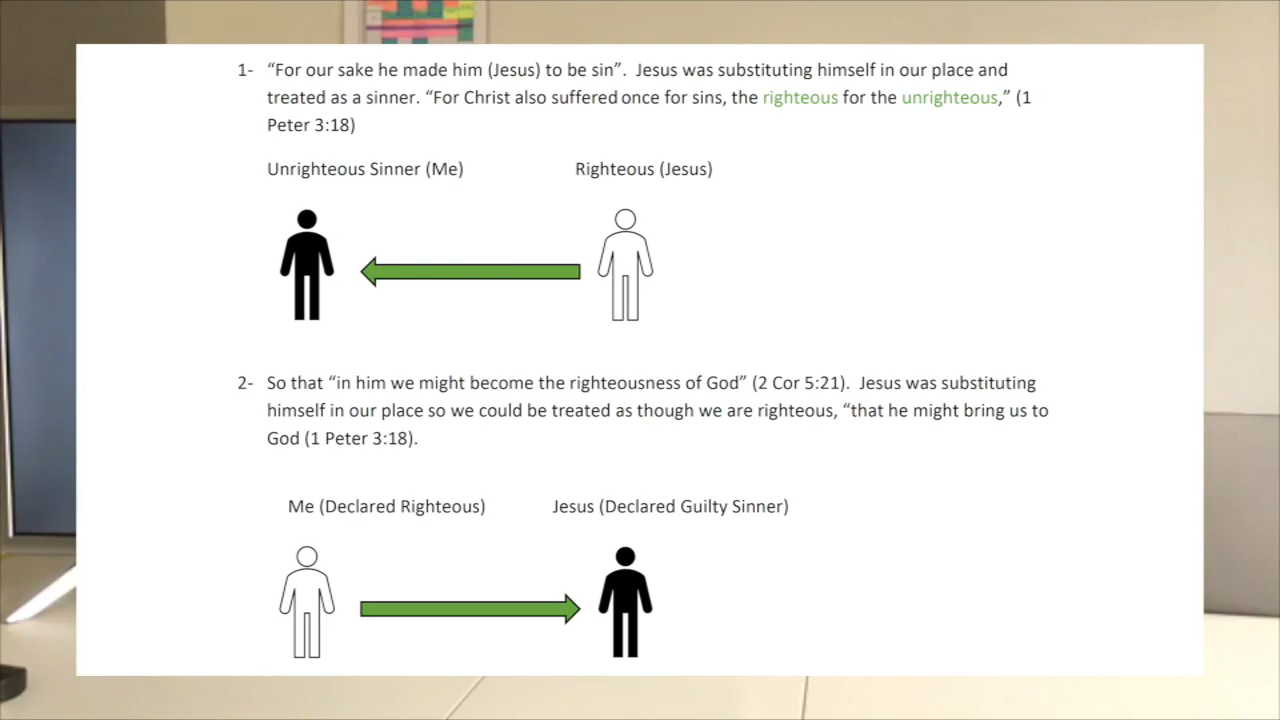 1- “For our sake he made him (Jesus) to be sin”. Jesus was substituting himself in our place and
treated as a sinner. “For Christ also suffered once for sins, the righteous for the unrighteous,” (1
Peter 3:18)
Unrighteous Sinner (Me) Righteous (Jesus)
2- So that “in him we might become the righteousness of God” (2 Cor 5:21). Jesus was substituting
himself in our place so we could be treated as though we are righteous, “that he might bring us to
God (1 Peter 3:18).
Me (Declared Righteous) Jesus (Declared Guilty Sinner)